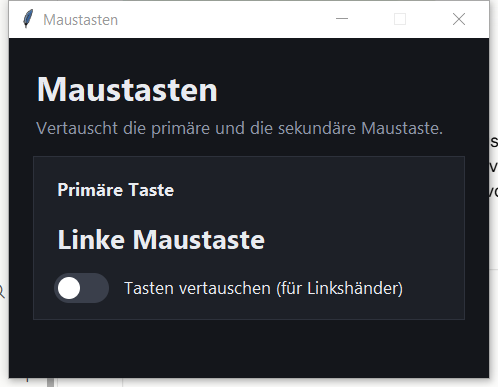 Maustasten
Maustasten
Vertauscht die primäre und die sekundäre Maustaste.
Primäre Taste
Linke Maustaste
Tasten vertauschen (für Linkshänder)